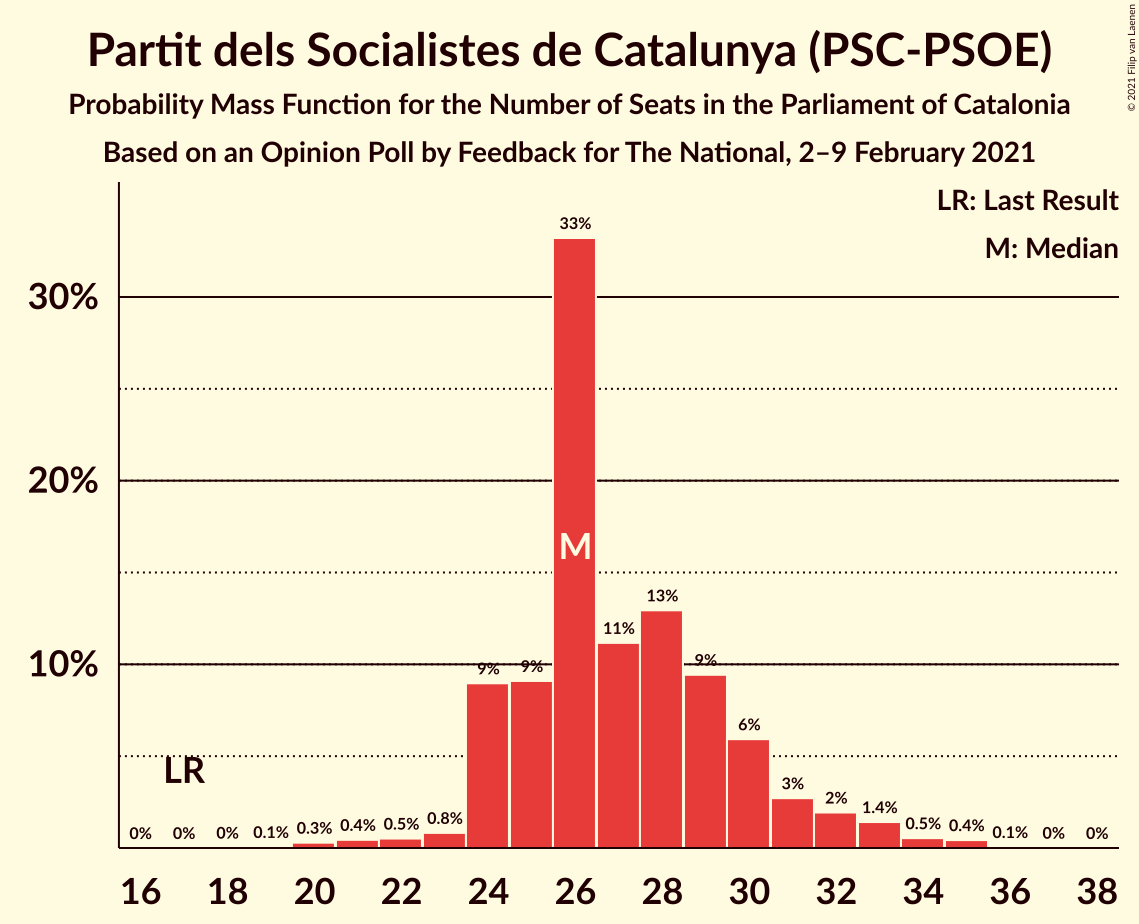 Partit dels Socialistes de Catalunya (PSC-PSOE)
Probability Mass Function for the Number of Seats in the Parliament of Catalonia
Based on an Opinion Poll by Feedback for The National, 2–9 February 2021
© 2021 Filip van Laenen
LR: Last Result
M: Median
33%
30%
20%
M
13%
11%
10%
9% 9% 9%
6%
LR
3%
2%
1.4%
0% 0% 0% 0.1% 0.3% 0.4% 0.5% 0.8% 0.5% 0.4% 0.1% 0% 0%
16 18 20 22 24 26 28 30 32 34 36 38